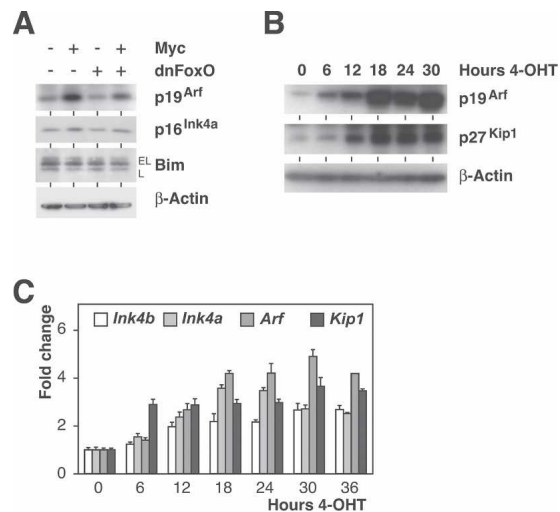 A
- + - + Myc
- - + + dnFoxO
p19Arf
p16Ink4a
EL
L
Bim
β-Actin
B
0 6 12 18 24 30 Hours 4-OHT
p19Arf
p27Kip1
β-Actin
C
Fold change
6
4
2
0
Ink4b Ink4a Arf Kip1
0 6 12 18 24 30 36
Hours 4-OHT